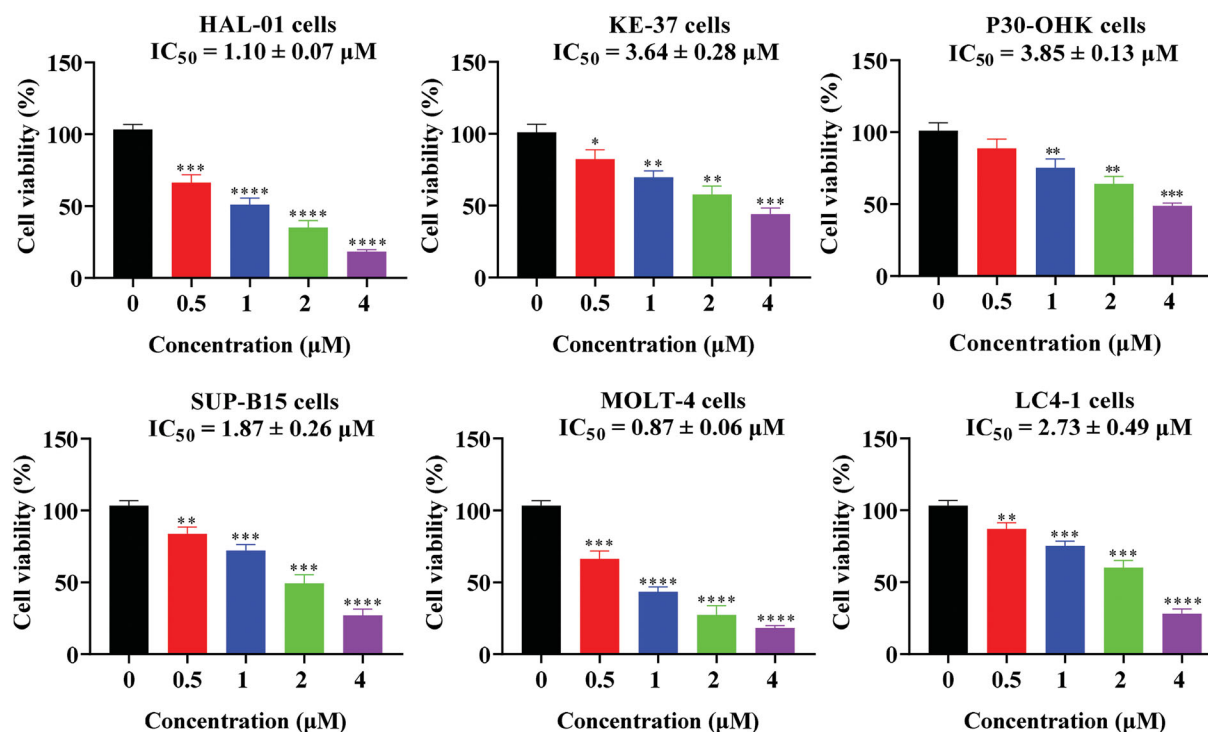 HAL-01 cells
IC50 = 1.10 ± 0.07 µM
150
100
50
0
Cell viability (%)
***
****
****
****
0 0.5 1 2 4
Concentration (µM)
KE-37 cells
IC50 = 3.64 ± 0.28 µM
150
100
50
0
Cell viability (%)
*
**
**
***
0 0.5 1 2 4
Concentration (µM)
P30-OHK cells
IC50 = 3.85 ± 0.13 µM
150
100
50
0
Cell viability (%)
**
**
***
0 0.5 1 2 4
Concentration (µM)
SUP-B15 cells
IC50 = 1.87 ± 0.26 µM
150
100
50
0
Cell viability (%)
**
***
***
****
0 0.5 1 2 4
Concentration (µM)
MOLT-4 cells
IC50 = 0.87 ± 0.06 µM
150
100
50
0
Cell viability (%)
***
****
****
****
0 0.5 1 2 4
Concentration (µM)
LC4-1 cells
IC50 = 2.73 ± 0.49 µM
150
100
50
0
Cell viability (%)
**
***
***
****
0 0.5 1 2 4
Concentration (µM)